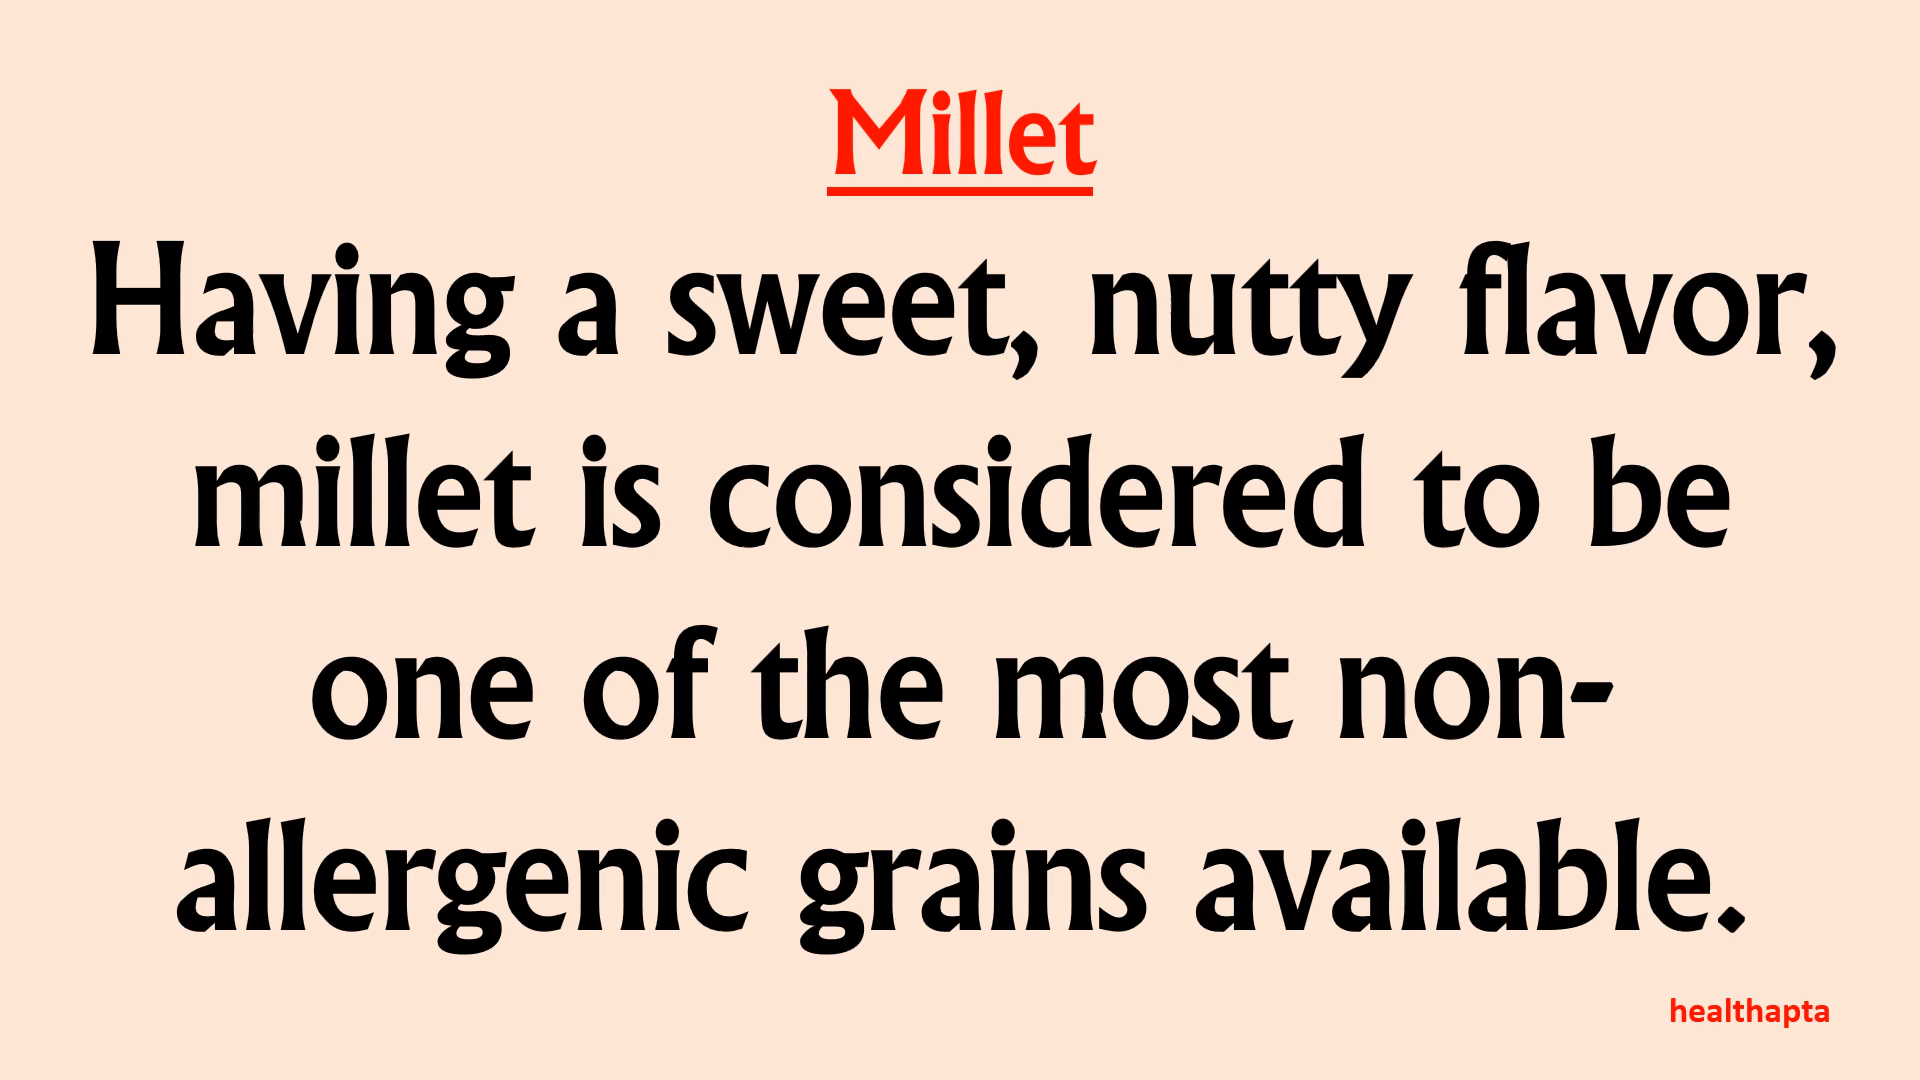 Millet
Having a sweet, nutty flavor,
millet is considered to be
one of the most non-
allergenic grains available.
healthapta